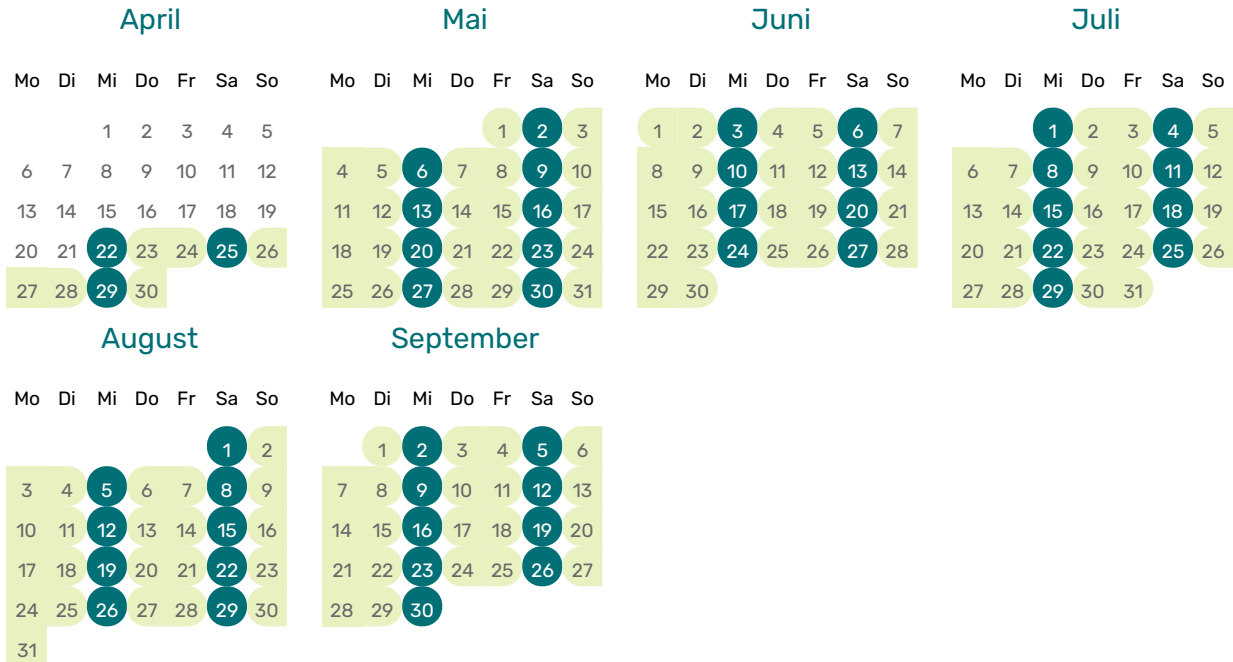 April Mai Juni Juli
Mo Di Mi Do Fr Sa So Mo Di Mi Do Fr Sa So Mo Di Mi Do Fr Sa So Mo Di Mi Do Fr Sa So
1 2 3 4 5 1 2 3 1 2 3 4 5 6 7 1 2 3 4 5
6 7 8 9 10 11 12 4 5 6 7 8 9 10 8 9 10 11 12 13 14 6 7 8 9 10 11 12
13 14 15 16 17 18 19 11 12 13 14 15 16 17 15 16 17 18 19 20 21 13 14 15 16 17 18 19
20 21 22 23 24 25 26 18 19 20 21 22 23 24 22 23 24 25 26 27 28 20 21 22 23 24 25 26
27 28 29 30 25 26 27 28 29 30 31 29 30 27 28 29 30 31
August September
Mo Di Mi Do Fr Sa So Mo Di Mi Do Fr Sa So
1 2 1 2 3 4 5 6
3 4 5 6 7 8 9 7 8 9 10 11 12 13
10 11 12 13 14 15 16 14 15 16 17 18 19 20
17 18 19 20 21 22 23 21 22 23 24 25 26 27
24 25 26 27 28 29 30 28 29 30
31